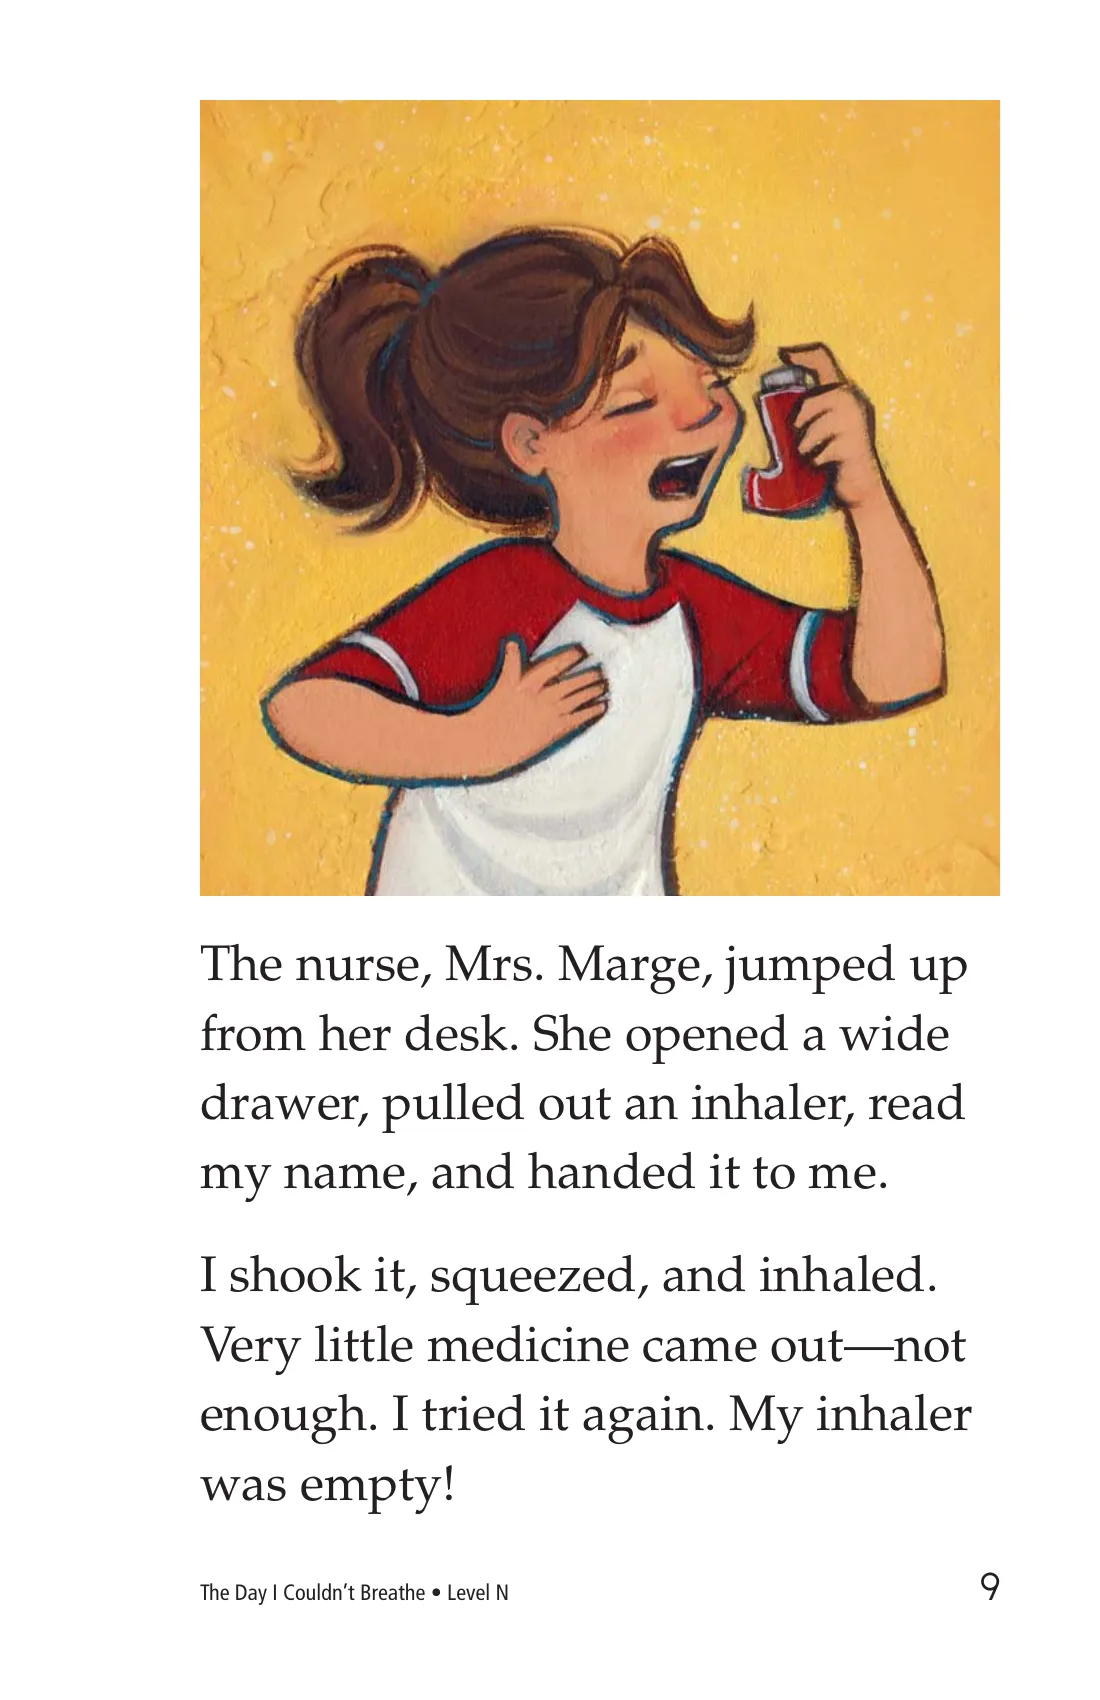 The nurse, Mrs. Marge, jumped up
from her desk. She opened a wide
drawer, pulled out an inhaler, read
my name, and handed it to me.
I shook it, squeezed, and inhaled.
Very little medicine came out—not
enough. I tried it again. My inhaler
was empty!
The Day I Couldn’t Breathe • Level N 9